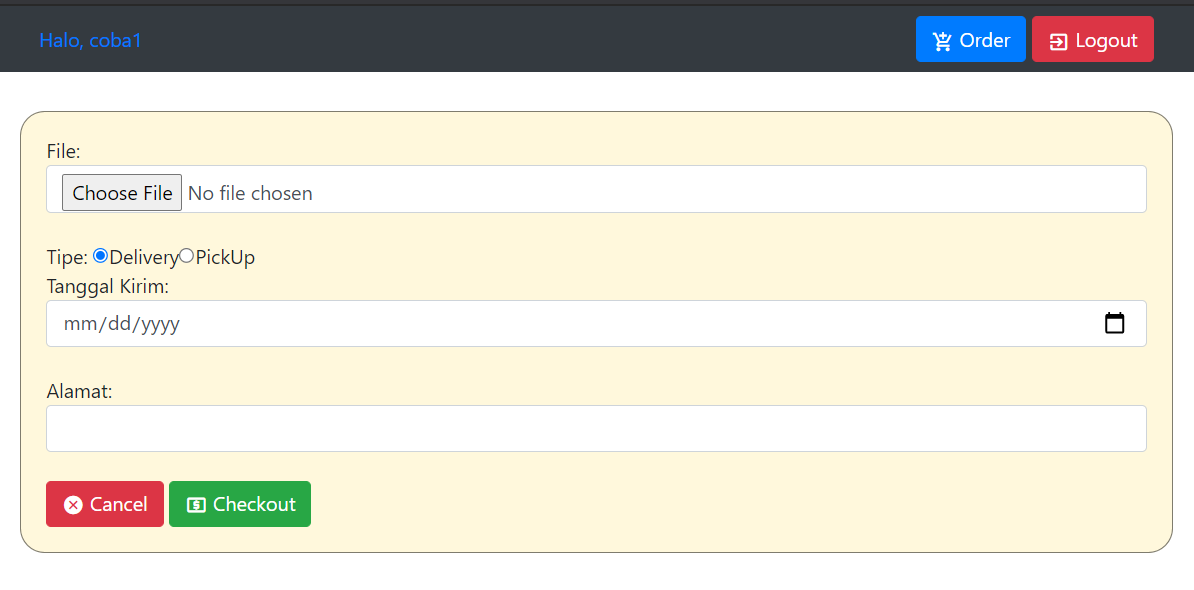 Halo, coba1 Order Logout
File:
Choose File No file chosen
Tipe: Delivery PickUp
Tanggal Kirim:
mm/dd/yyyy
Alamat:
Cancel Checkout